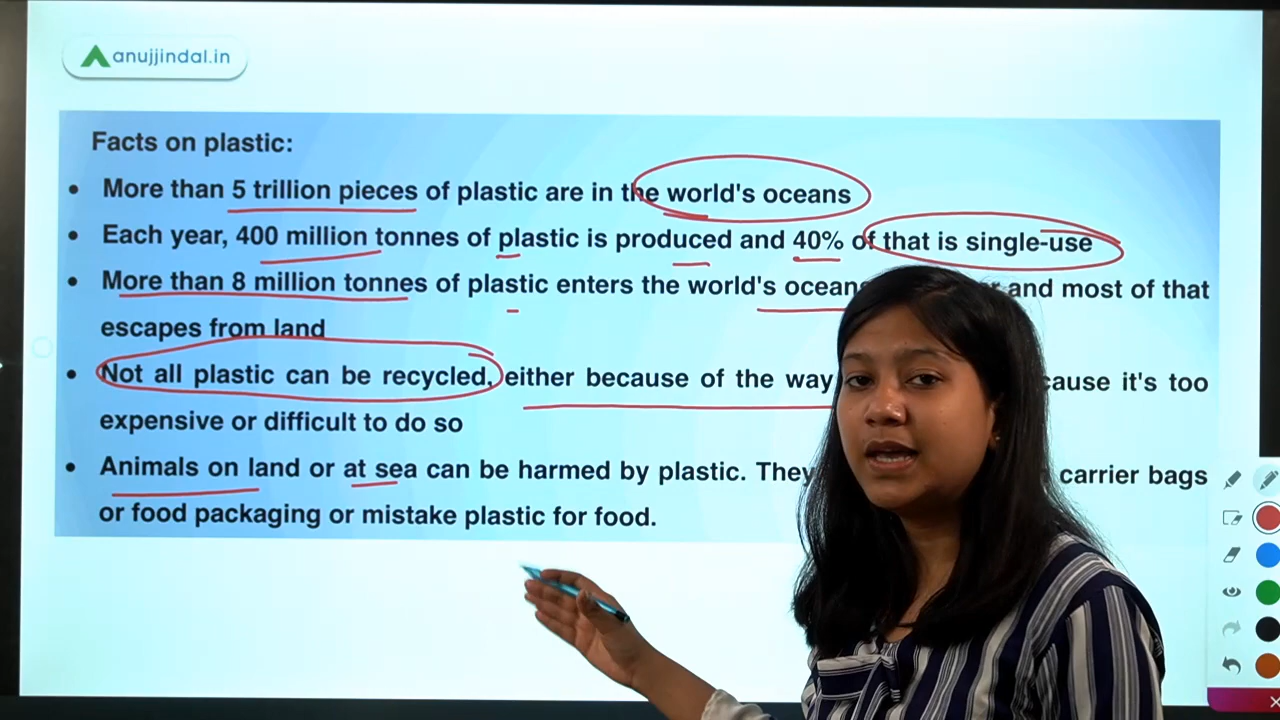 anujjindal.in
Facts on plastic:
• More than 5 trillion pieces of plastic are in the world's oceans
• Each year, 400 million tonnes of plastic is produced and 40% of that is single-use
• More than 8 million tonnes of plastic enters the world's oceans and most of that
escapes from land
• Not all plastic can be recycled, either because of the way it's too
expensive or difficult to do so
• Animals on land or at sea can be harmed by plastic. They carrier bags
or food packaging or mistake plastic for food.